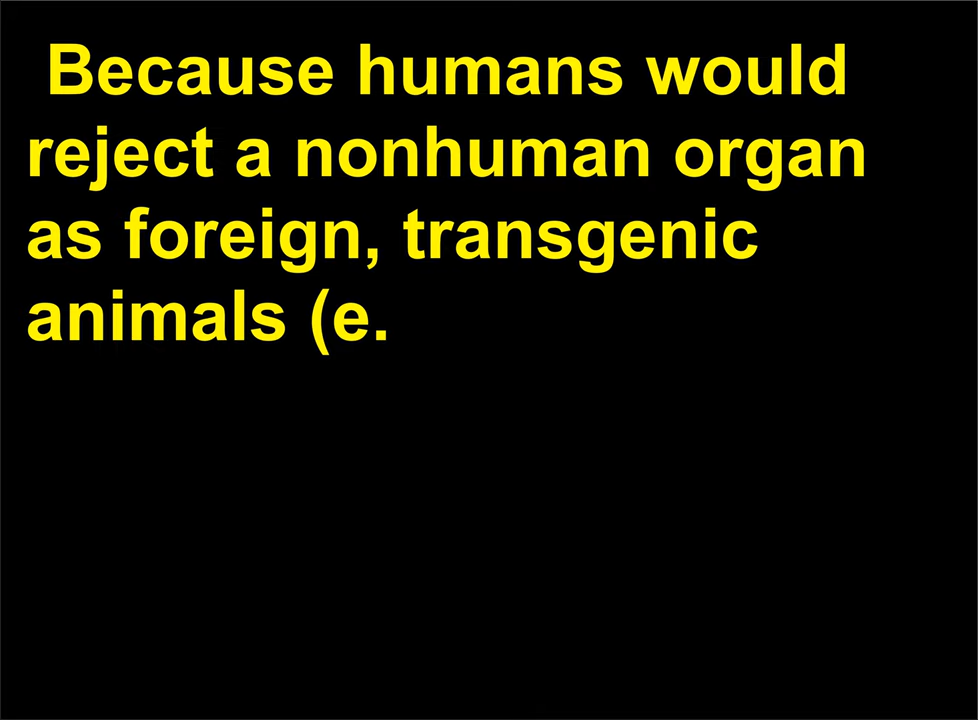 Because humans would
reject a nonhuman organ
as foreign, transgenic
animals (e.